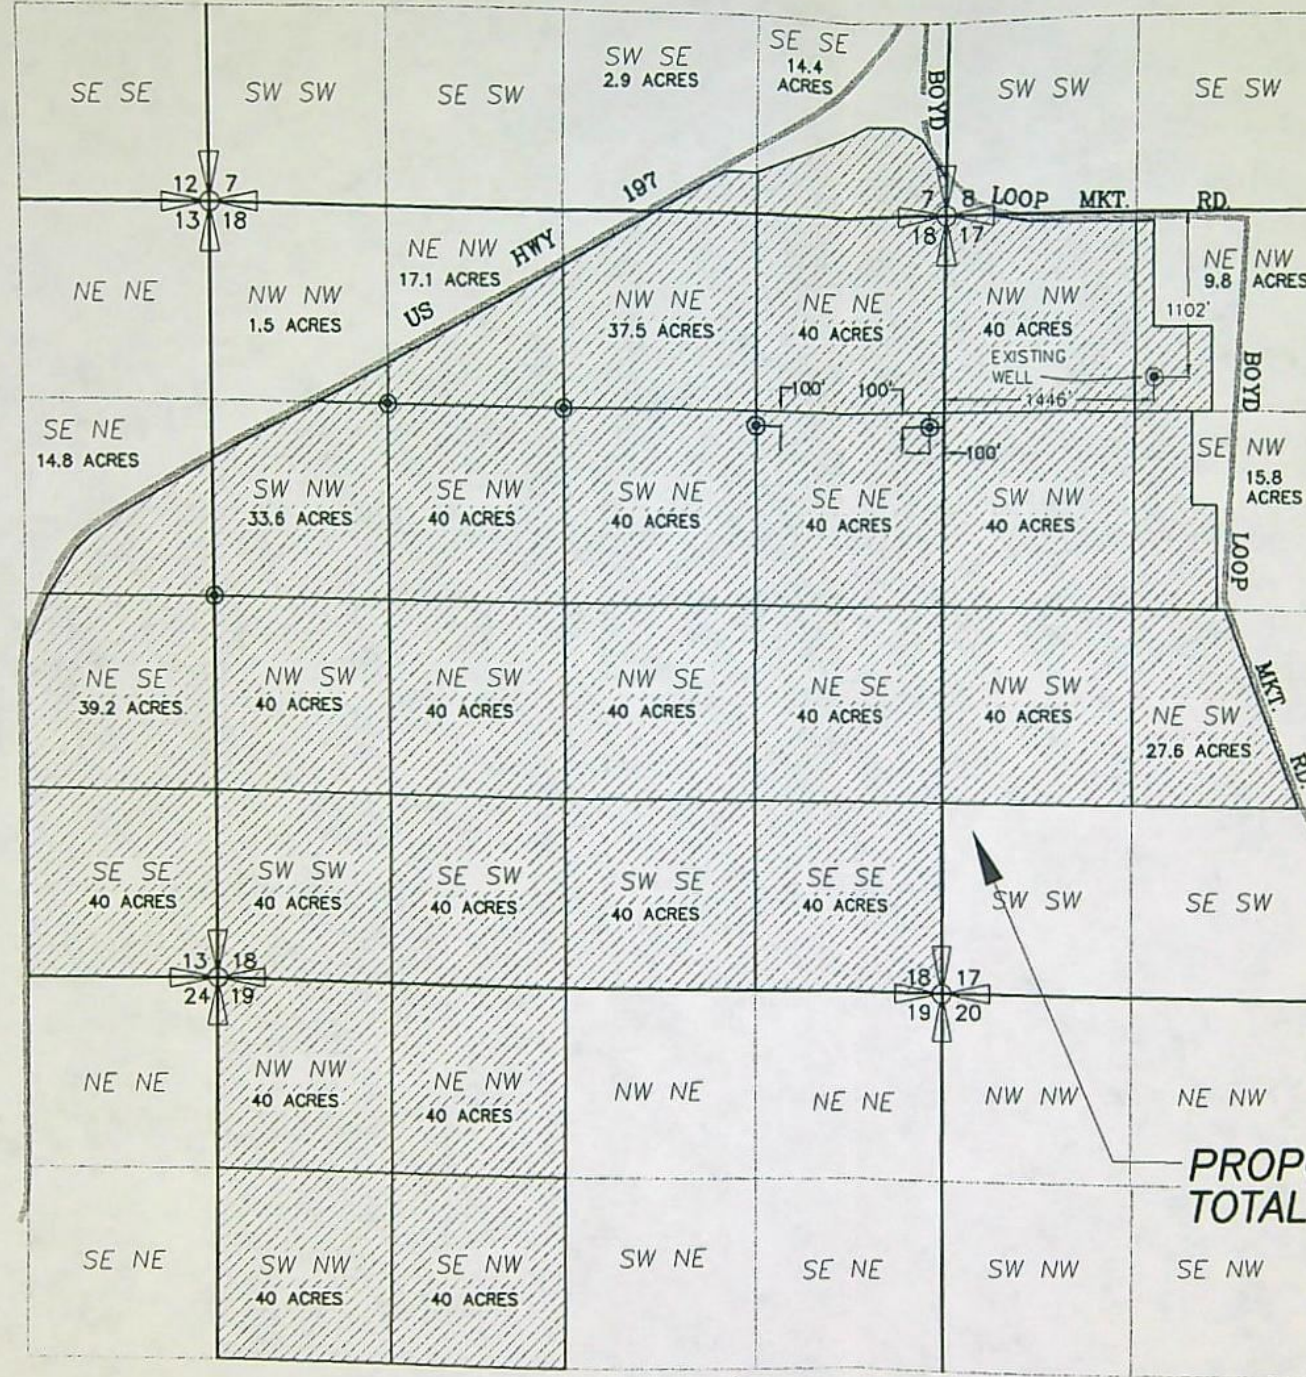 SE SE
SW SW
SE SW
SW SE
2.9 ACRES
SE SE
14.4
ACRES
BOYD
SW SW
SE SW
12 7
13 18
197
7 8
18 17
LOOP MKT. RD.
NE NE
NW NW
1.5 ACRES
NE NW
17.1 ACRES
US HWY
NW NE
37.5 ACRES
NE NE
40 ACRES
NW NW
40 ACRES
EXISTING
WELL
1446'
1102'
NE NW
9.8 ACRES
BOYD
SE NE
14.8 ACRES
SW NW
33.6 ACRES
SE NW
40 ACRES
SW NE
40 ACRES
100'
100'
100'
SE NE
40 ACRES
SW NW
40 ACRES
SE NW
15.8
ACRES
LOOP
NE SE
39.2 ACRES
NW SW
40 ACRES
NE SW
40 ACRES
NW SE
40 ACRES
NE SE
40 ACRES
NW SW
40 ACRES
NE SW
27.6 ACRES
MKT.
RD.
SE SE
40 ACRES
SW SW
40 ACRES
SE SW
40 ACRES
SW SE
40 ACRES
SE SE
40 ACRES
SW SW
SE SW
13 18
24 19
18 17
19 20
NE NE
NW NW
40 ACRES
NE NW
40 ACRES
NW NE
NE NE
NW NW
NE NW
PROP
TOTAL
SE NE
SW NW
40 ACRES
SE NW
40 ACRES
SW NE
SE NE
SW NW
SE NW